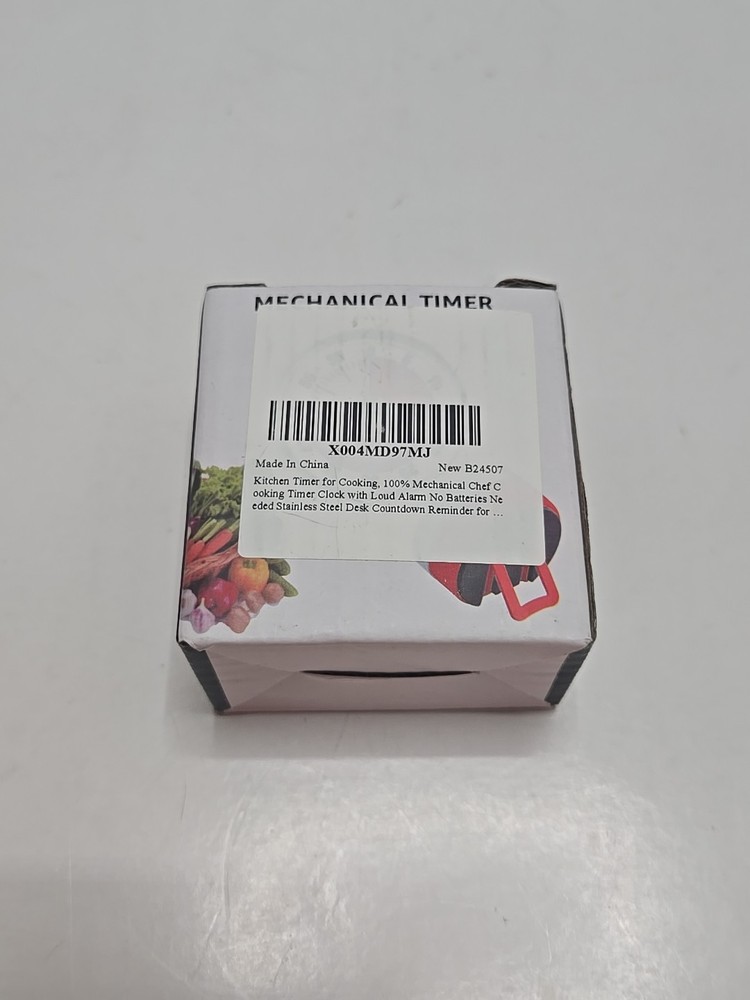 MECHANICAL TIMER
X004MD97MJ
Made In China New B24507
Kitchen Timer for Cooking, 100% Mechanical Chef C
ooking Timer Clock with Loud Alarm No Batteries Ne
eded Stainless Steel Desk Countdown Reminder for ...